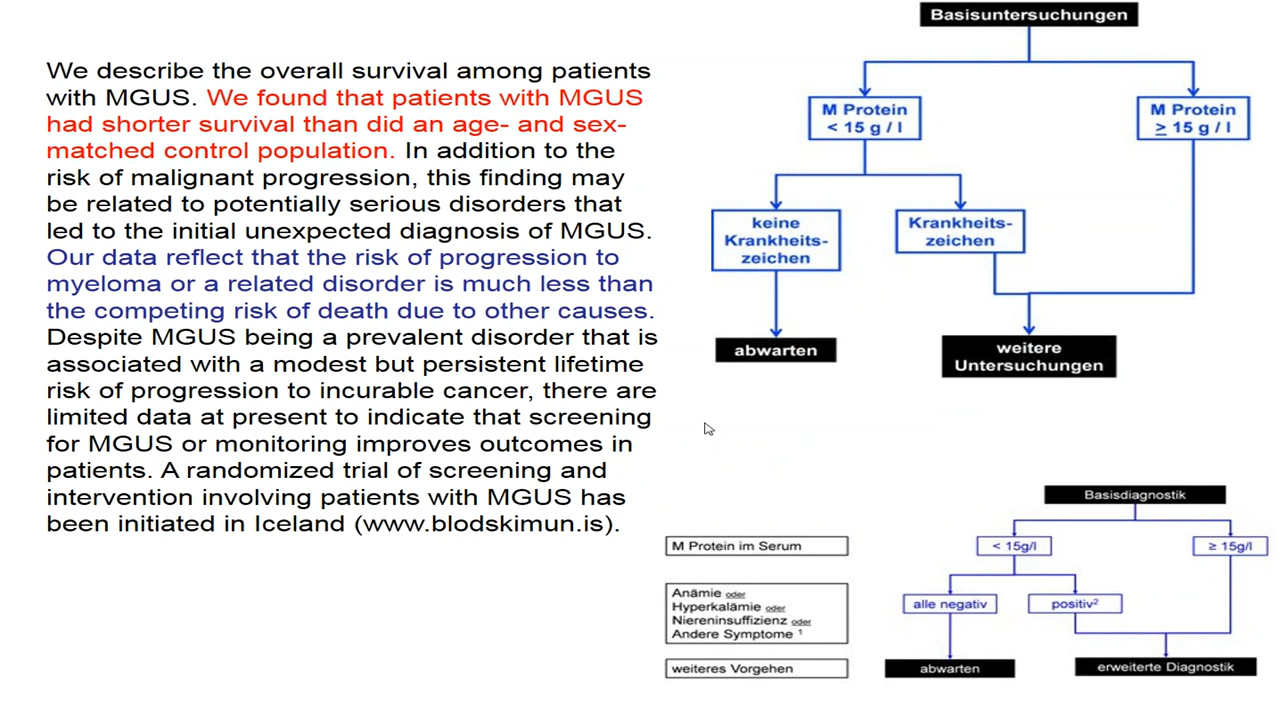 We describe the overall survival among patients
with MGUS. We found that patients with MGUS
had shorter survival than did an age- and sex-
matched control population. In addition to the
risk of malignant progression, this finding may
be related to potentially serious disorders that
led to the initial unexpected diagnosis of MGUS.
Our data reflect that the risk of progression to
myeloma or a related disorder is much less than
the competing risk of death due to other causes.
Despite MGUS being a prevalent disorder that is
associated with a modest but persistent lifetime
risk of progression to incurable cancer, there are
limited data at present to indicate that screening
for MGUS or monitoring improves outcomes in
patients. A randomized trial of screening and
intervention involving patients with MGUS has
been initiated in Iceland (www.blodskimun.is).
Basisuntersuchungen
M Protein
< 15 g / l
M Protein
≥ 15 g / l
keine
Krankheits-
zeichen
Krankheits-
zeichen
abwarten
weitere
Untersuchungen
Basisdiagnostik
M Protein im Serum
< 15g/l
≥ 15g/l
Anämie oder
Hyperkalämie oder
Niereninsuffizienz oder
Andere Symptome ¹
alle negativ
positiv²
weiteres Vorgehen
abwarten
erweiterte Diagnostik